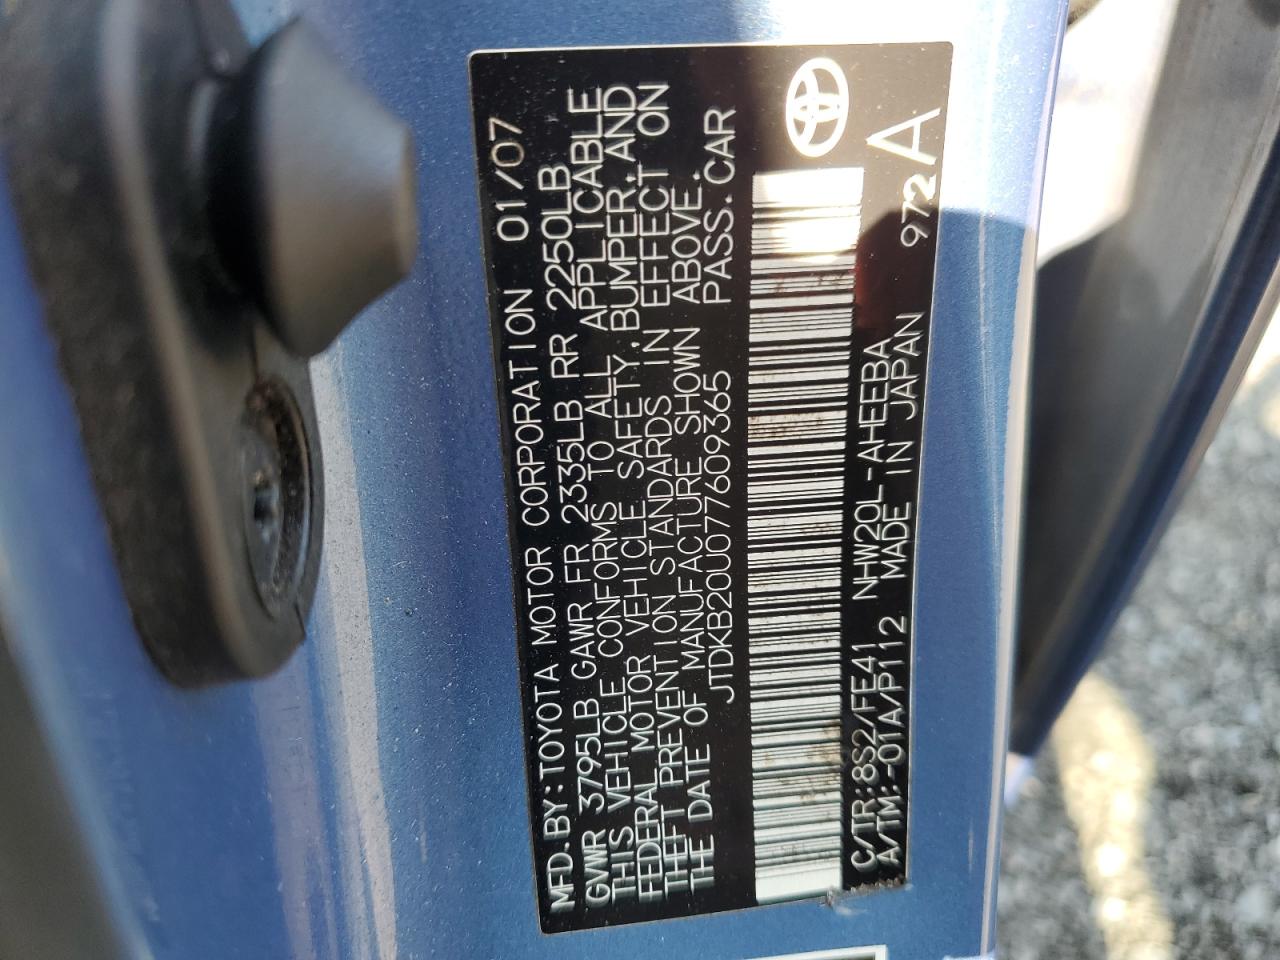 MFD.BY:TOYOTA MOTOR CORPORATION 01/07
GVWR 3795LB GAWR FR 2335LB RR 2250LB
THIS VEHICLE CONFORMS TO ALL APPLICABLE
FEDERAL MOTOR VEHICLE SAFETY,BUMPER,AND
THEFT PREVENTION STANDARDS IN EFFECT ON
THE DATE OF MANUFACTURE SHOWN ABOVE.
JTDKB20U077609365 PASS.CAR
C/TR:8S2/FE41 NHW20L-AHEEBA
A/TM:-01A/P112 MADE IN JAPAN 972A